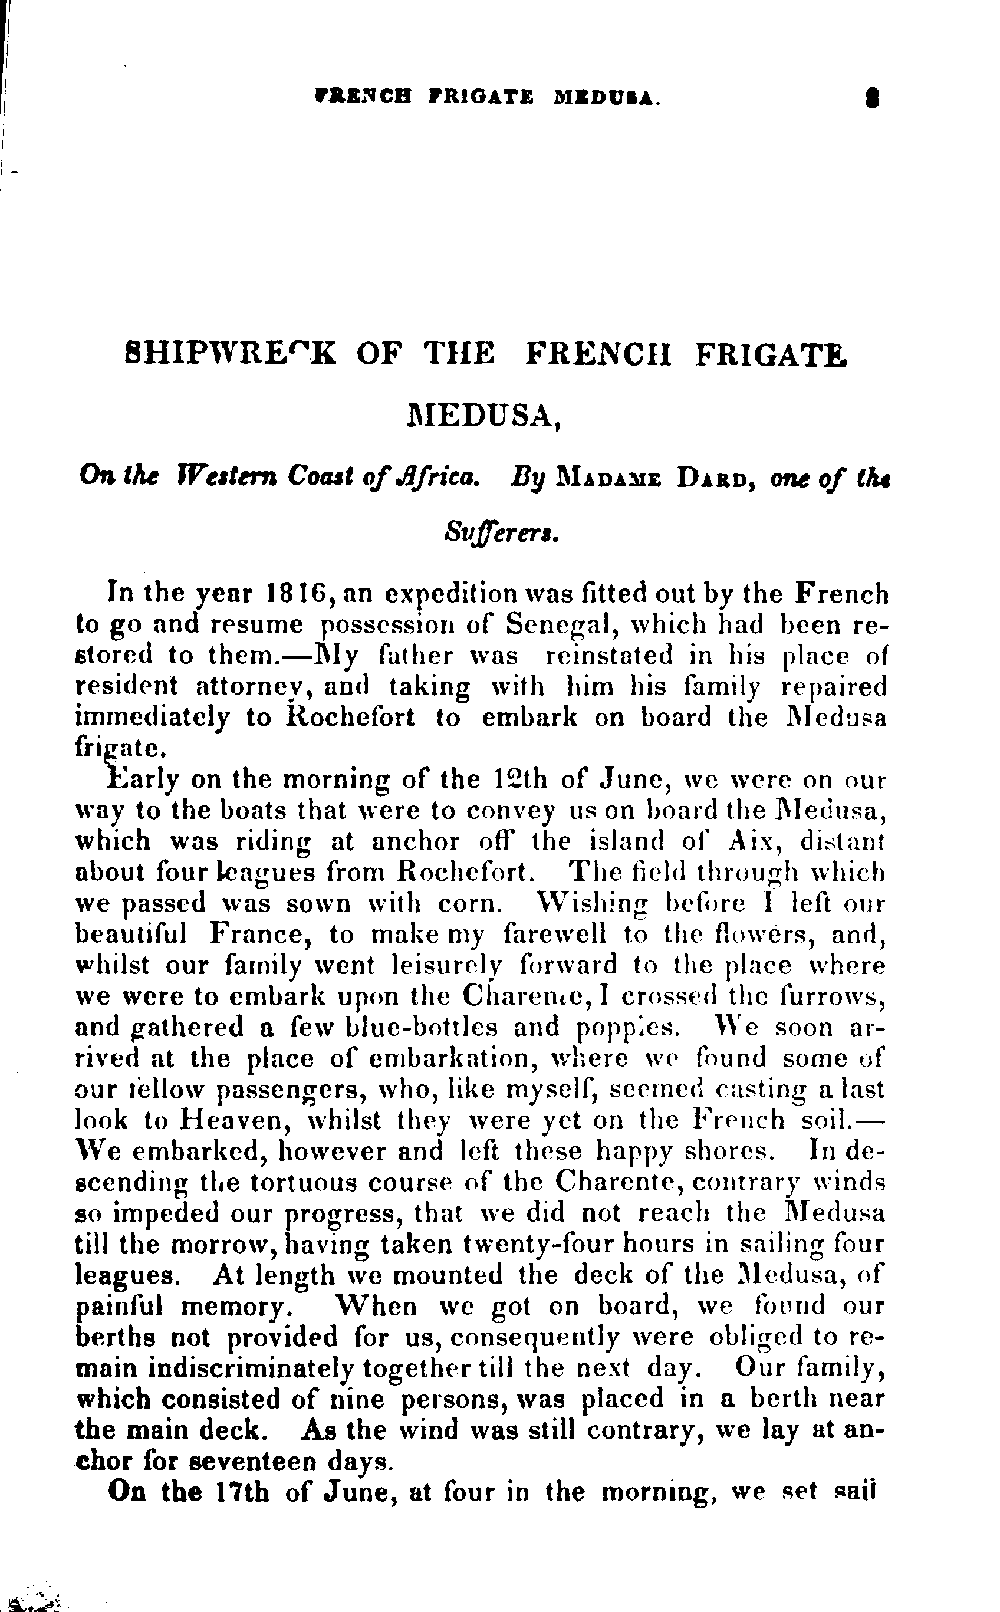 FRENCH FRIGATE MEDUSA.
SHIPWRECK OF THE FRENCH FRIGATE
MEDUSA,
On the Western Coast of Africa. By MADAME DARD, one of the
Sufferers.
In the year 1816, an expedition was fitted out by the French
to go and resume possession of Senegal, which had been re-
stored to them.—My father was reinstated in his place of
resident attorney, and taking with him his family repaired
immediately to Rochefort to embark on board the Medusa
frigate.
Early on the morning of the 12th of June, we were on our
way to the boats that were to convey us on board the Medusa,
which was riding at anchor off the island of Aix, distant
about four leagues from Rochefort. The field through which
we passed was sown with corn. Wishing before I left our
beautiful France, to make my farewell to the flowers, and,
whilst our family went leisurely forward to the place where
we were to embark upon the Charente, I crossed the furrows,
and gathered a few blue-bottles and poppies. We soon ar-
rived at the place of embarkation, where we found some of
our fellow passengers, who, like myself, seemed casting a last
look to Heaven, whilst they were yet on the French soil.—
We embarked, however and left these happy shores. In de-
scending the tortuous course of the Charente, contrary winds
so impeded our progress, that we did not reach the Medusa
till the morrow, having taken twenty-four hours in sailing four
leagues. At length we mounted the deck of the Medusa, of
painful memory. When we got on board, we found our
berths not provided for us, consequently were obliged to re-
main indiscriminately together till the next day. Our family,
which consisted of nine persons, was placed in a berth near
the main deck. As the wind was still contrary, we lay at an-
chor for seventeen days.
On the 17th of June, at four in the morning, we set sail